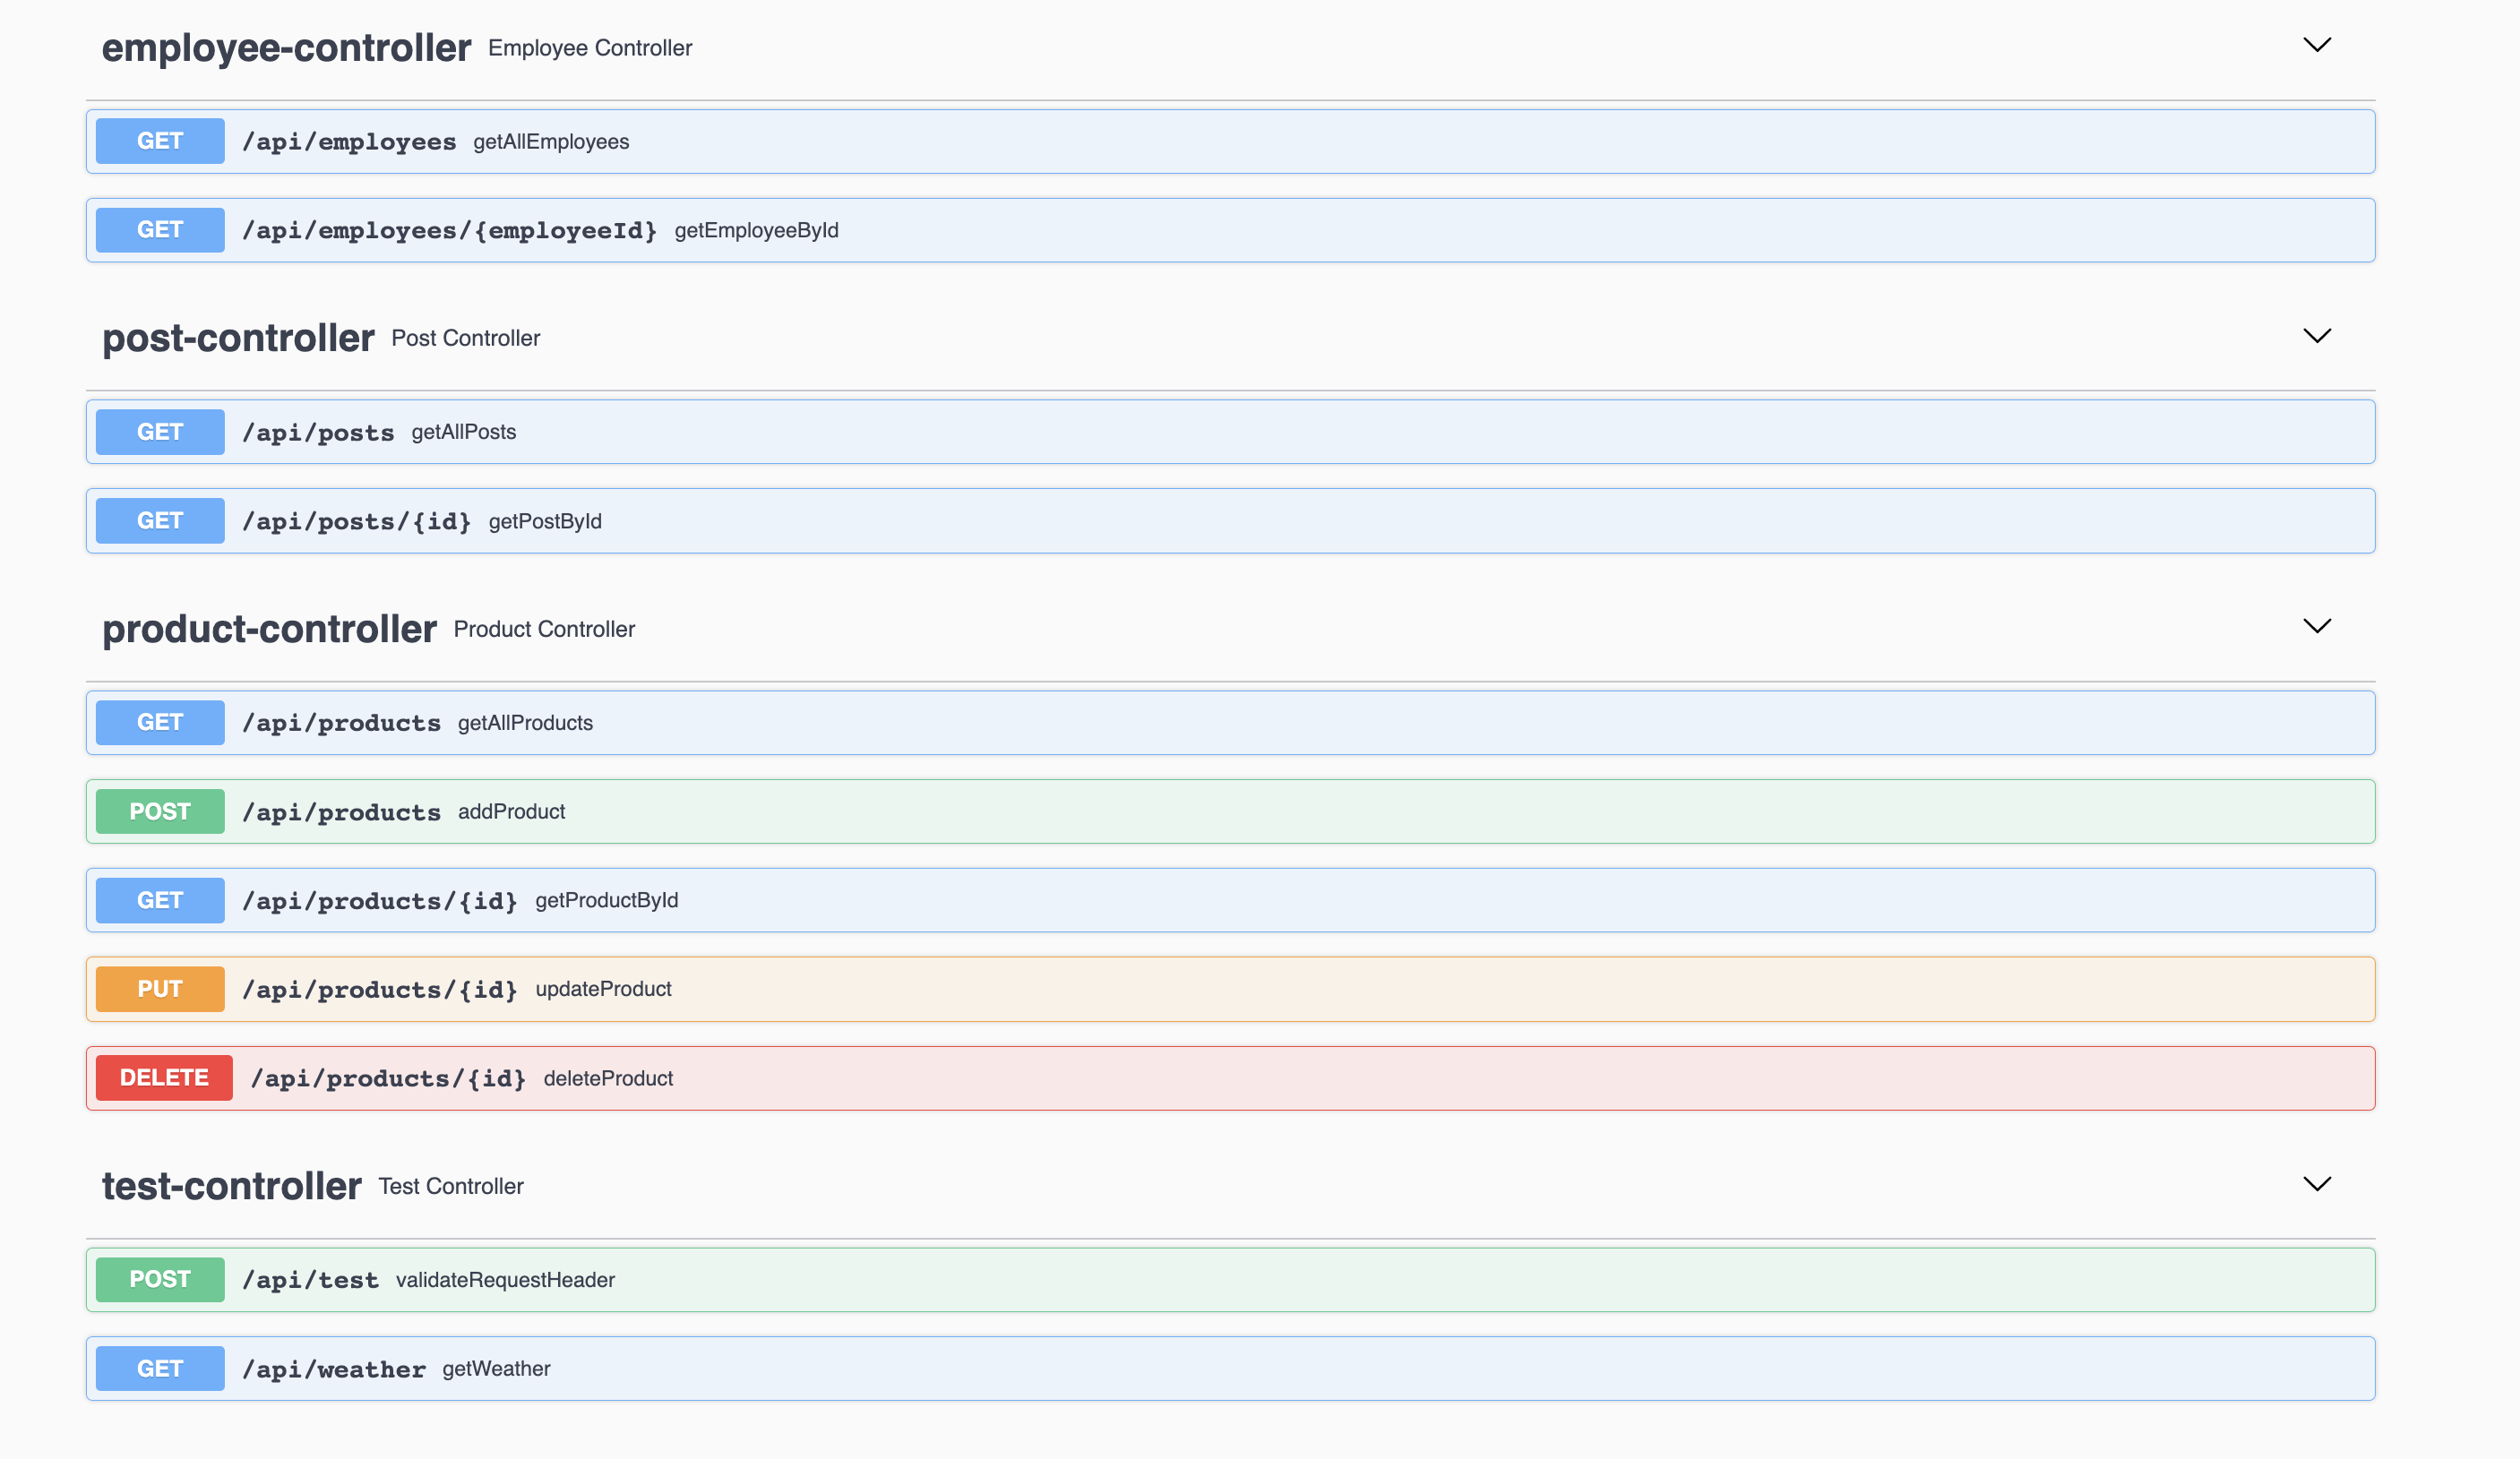 employee-controller Employee Controller
GET /api/employees getAllEmployees
GET /api/employees/{employeeId} getEmployeeById
post-controller Post Controller
GET /api/posts getAllPosts
GET /api/posts/{id} getPostById
product-controller Product Controller
GET /api/products getAllProducts
POST /api/products addProduct
GET /api/products/{id} getProductById
PUT /api/products/{id} updateProduct
DELETE /api/products/{id} deleteProduct
test-controller Test Controller
POST /api/test validateRequestHeader
GET /api/weather getWeather